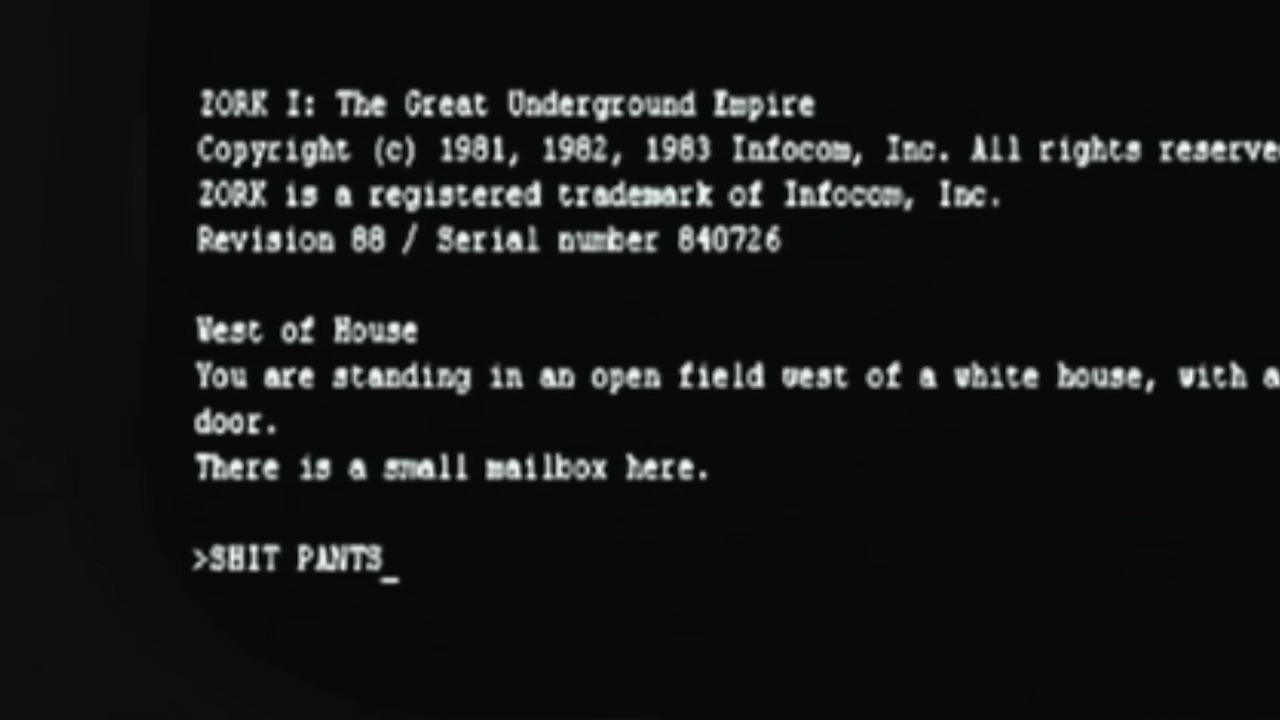 ZORK I: The Great Underground Empire
Copyright (c) 1981, 1982, 1983 Infocom, Inc. All rights
ZORK is a registered trademark of Infocom, Inc.
Revision 88 / Serial number 840726
West of House
You are standing in an open field west of a white house, with a
door.
There is a small mailbox here.
>SHIT PANTS_